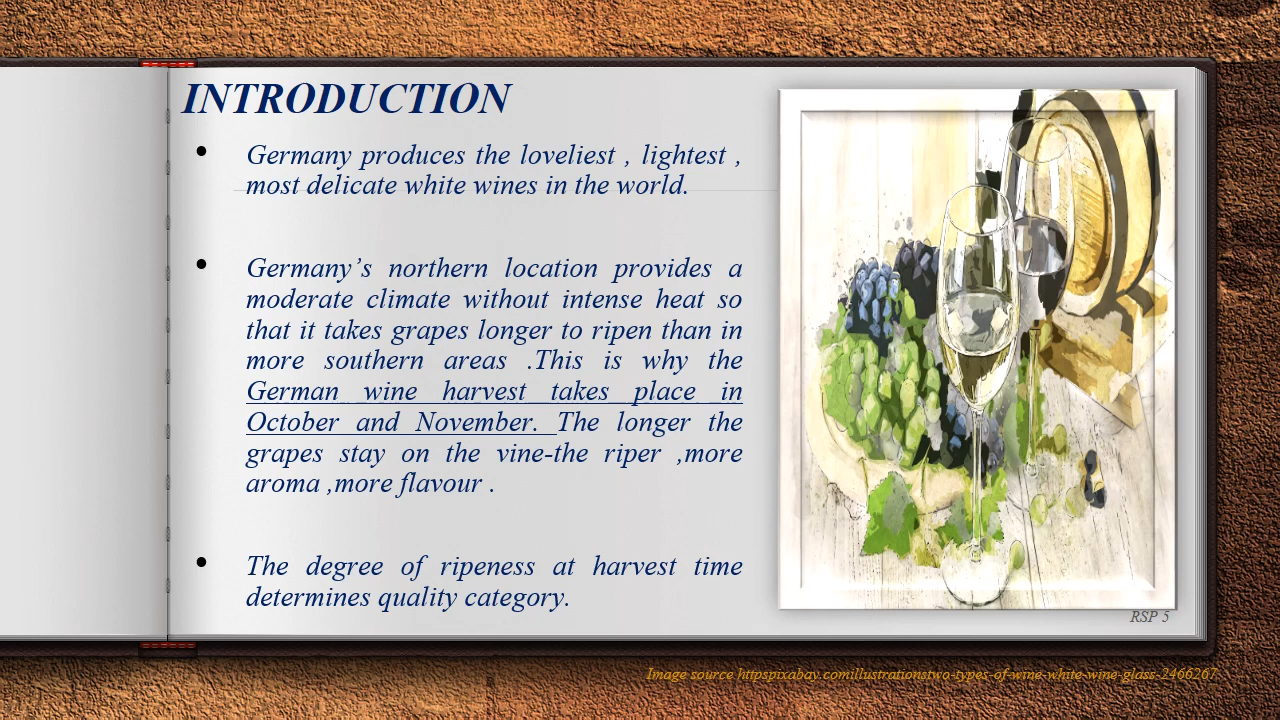 INTRODUCTION
• Germany produces the loveliest , lightest ,
most delicate white wines in the world.
• Germany’s northern location provides a
moderate climate without intense heat so
that it takes grapes longer to ripen than in
more southern areas .This is why the
German wine harvest takes place in
October and November. The longer the
grapes stay on the vine-the riper ,more
aroma ,more flavour .
• The degree of ripeness at harvest time
determines quality category.
RSP 5
Image source httpspixabay.comillustrationstwo-types-of-wine-white-wine-glass-2466267